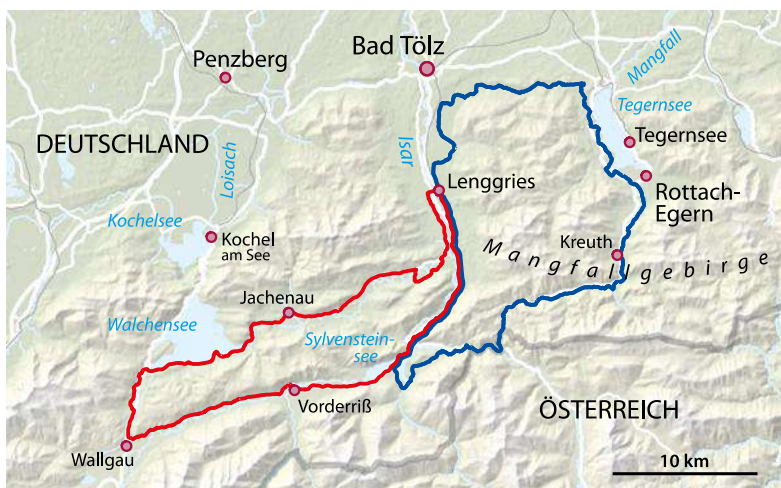 Bad Tölz
Penzberg
Mangfall
Tegernsee
DEUTSCHLAND
Loisach
Isar
Tegernsee
Lenggries
Rottach-
Egern
Kochelsee
Kochel
am See
Kreuth
Mangfallgebirge
Jachenau
Walchensee
Sylvenstein-
see
Vorderriß
ÖSTERREICH
Wallgau
10 km